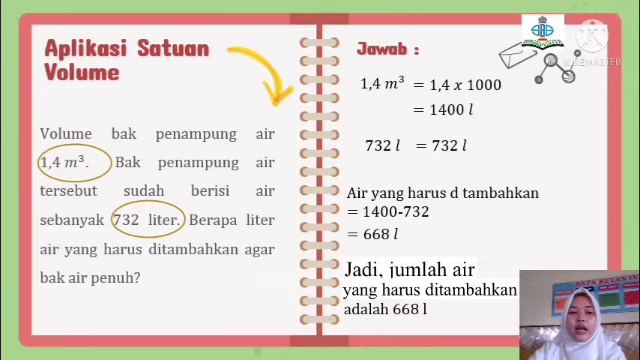 Aplikasi Satuan
Volume
Volume bak penampung air
1,4 m³. Bak penampung air
tersebut sudah berisi air
sebanyak 732 liter. Berapa liter
air yang harus ditambahkan agar
bak air penuh?
Jawab :
1,4 m³ = 1,4 x 1000
= 1400 l
732 l = 732 l
Air yang harus d tambahkan
= 1400-732
= 668 l
Jadi, jumlah air
yang harus ditambahkan
adalah 668 l